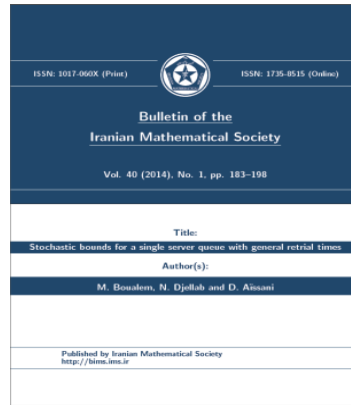 ISSN: 1017-060X (Print)
ISSN: 1735-8515 (Online)
Bulletin of the
Iranian Mathematical Society
Vol. 40 (2014), No. 1, pp. 183–198
Title:
Stochastic bounds for a single server queue with general retrial times
Author(s):
M. Boualem, N. Djellab and D. Aïssani
Published by Iranian Mathematical Society
http://bims.ims.ir